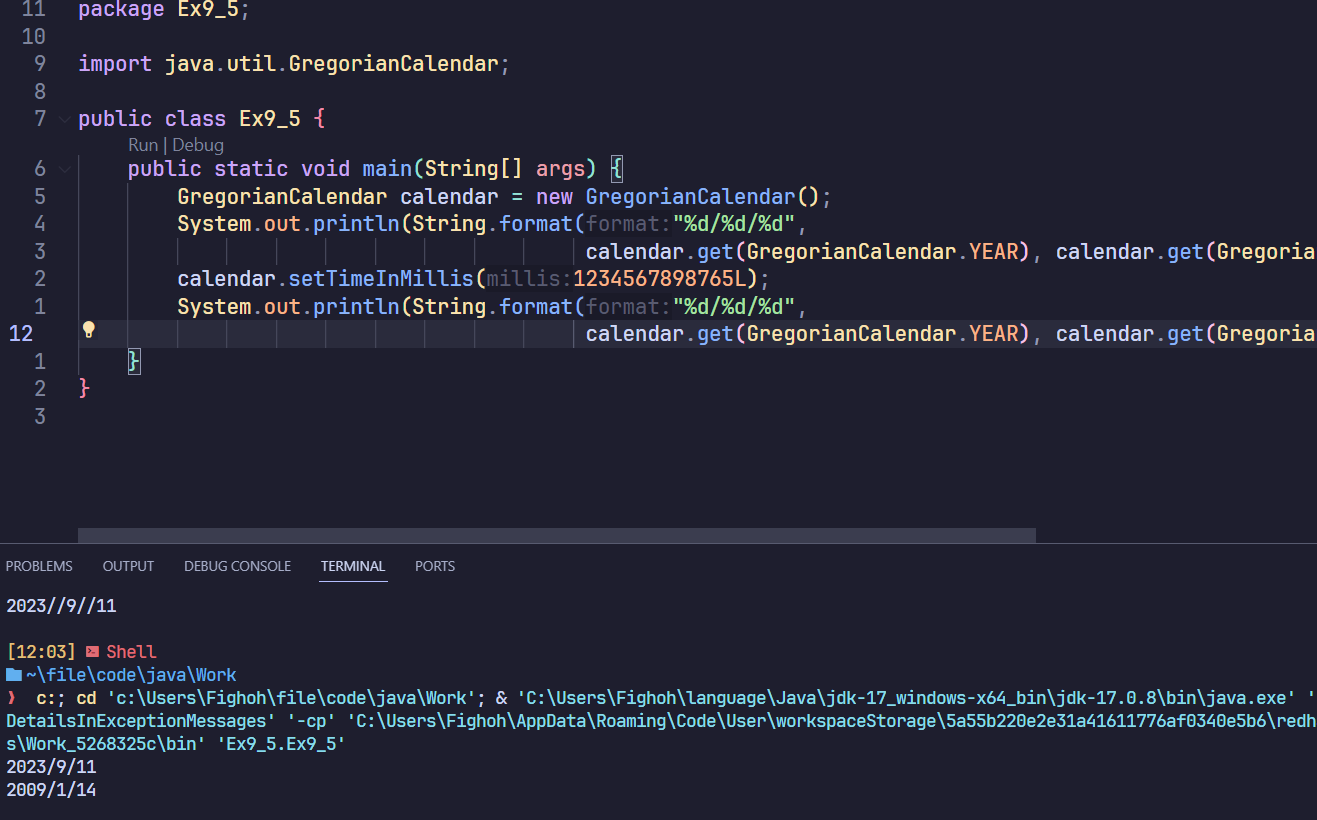 11 package Ex9_5;
10
9 import java.util.GregorianCalendar;
8
7 public class Ex9_5 {
Run | Debug
6 public static void main(String[] args) {
5 GregorianCalendar calendar = new GregorianCalendar();
4 System.out.println(String.format(format:"%d/%d/%d",
3 calendar.get(GregorianCalendar.YEAR), calendar.get(Gregoria
2 calendar.setTimeInMillis(millis:1234567898765L);
1 System.out.println(String.format(format:"%d/%d/%d",
12 calendar.get(GregorianCalendar.YEAR), calendar.get(Gregoria
1 }
2 }
3
PROBLEMS OUTPUT DEBUG CONSOLE TERMINAL PORTS
2023//9//11
[12:03] Shell
~\file\code\java\Work
❯ c:; cd 'c:\Users\Fighoh\file\code\java\Work'; & 'C:\Users\Fighoh\language\Java\jdk-17_windows-x64_bin\jdk-17.0.8\bin\java.exe' '
DetailsInExceptionMessages' '-cp' 'C:\Users\Fighoh\AppData\Roaming\Code\User\workspaceStorage\5a55b220e2e31a41611776af0340e5b6\redh
s\Work_5268325c\bin' 'Ex9_5.Ex9_5'
2023/9/11
2009/1/14